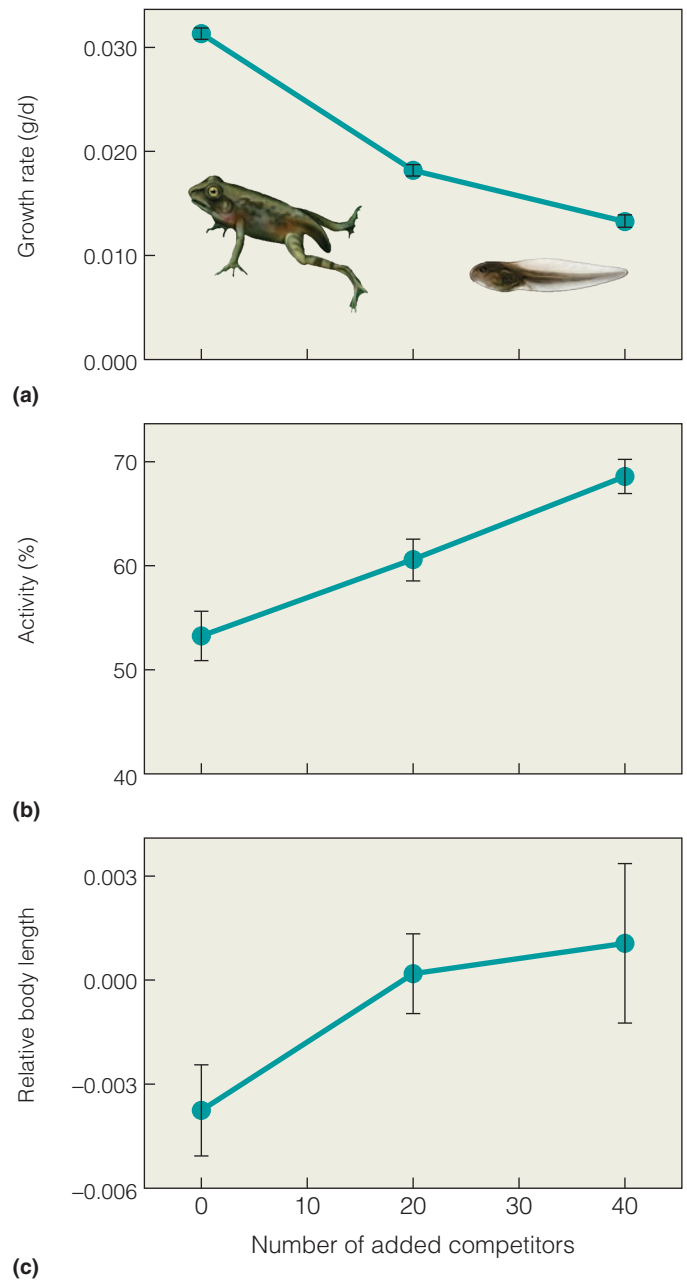 Growth rate (g/d)
0.030
0.020
0.010
0.000
(a)
Activity (%)
70
60
50
40
(b)
Relative body length
0.003
0.000
–0.003
–0.006
0 10 20 30 40
Number of added competitors
(c)